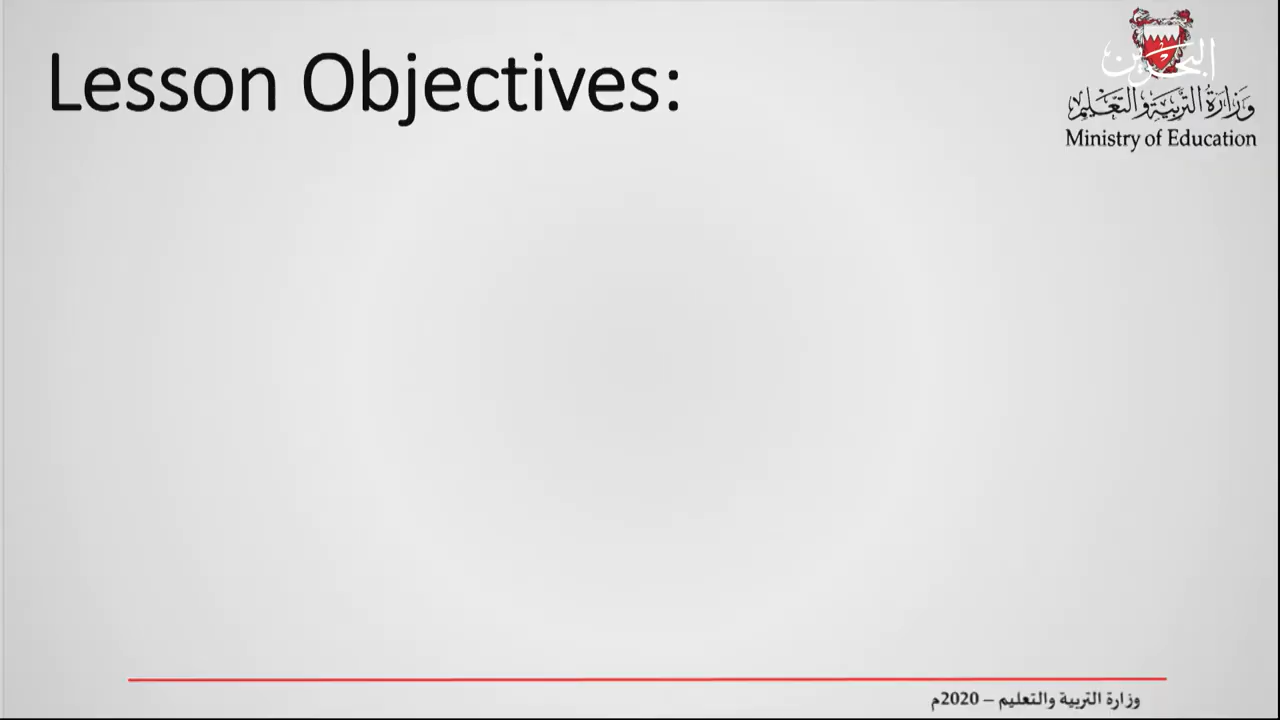 Lesson Objectives:
البحرين
وزارة التربية والتعليم
Ministry of Education
وزارة التربية والتعليم – 2020م